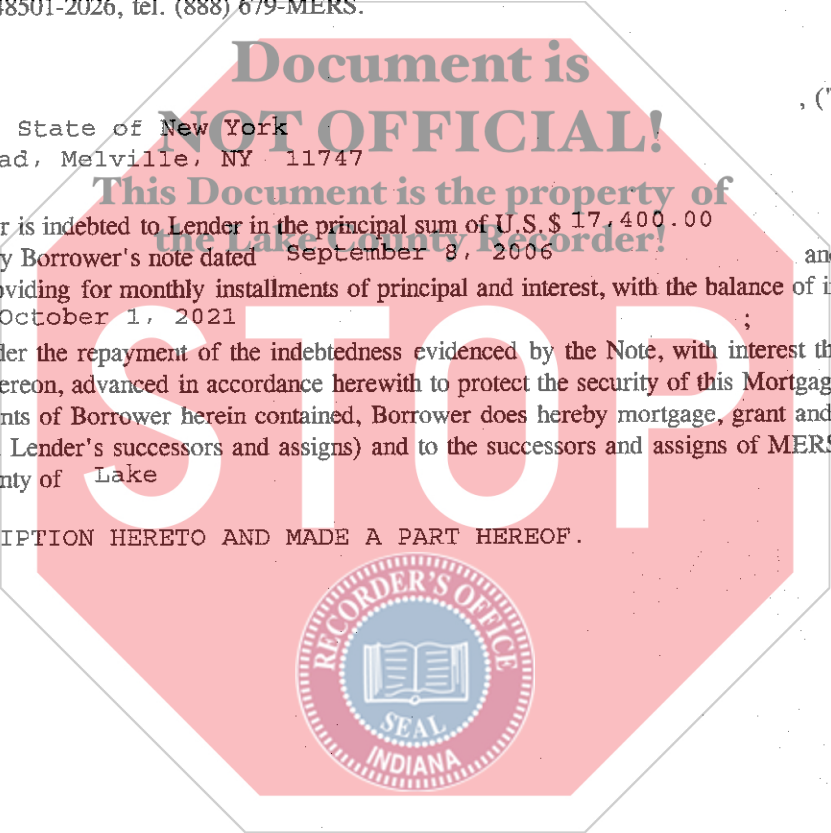 48501-2026, tel. (888) 679-MERS.
Document is
, ("
NOT OFFICIAL!
State of New York
ad, Melville, NY 11747
This Document is the property of
r is indebted to Lender in the principal sum of U.S.$ 17,400.00
the Lake County Recorder!
y Borrower's note dated September 8, 2006 an
oviding for monthly installments of principal and interest, with the balance of i
October 1, 2021 ;
der the repayment of the indebtedness evidenced by the Note, with interest th
ereon, advanced in accordance herewith to protect the security of this Mortgag
nts of Borrower herein contained, Borrower does hereby mortgage, grant and
Lender's successors and assigns) and to the successors and assigns of MERS
nty of Lake
STOP
IPTION HERETO AND MADE A PART HEREOF.
RECORDER'S OFFICE
SEAL
INDIANA